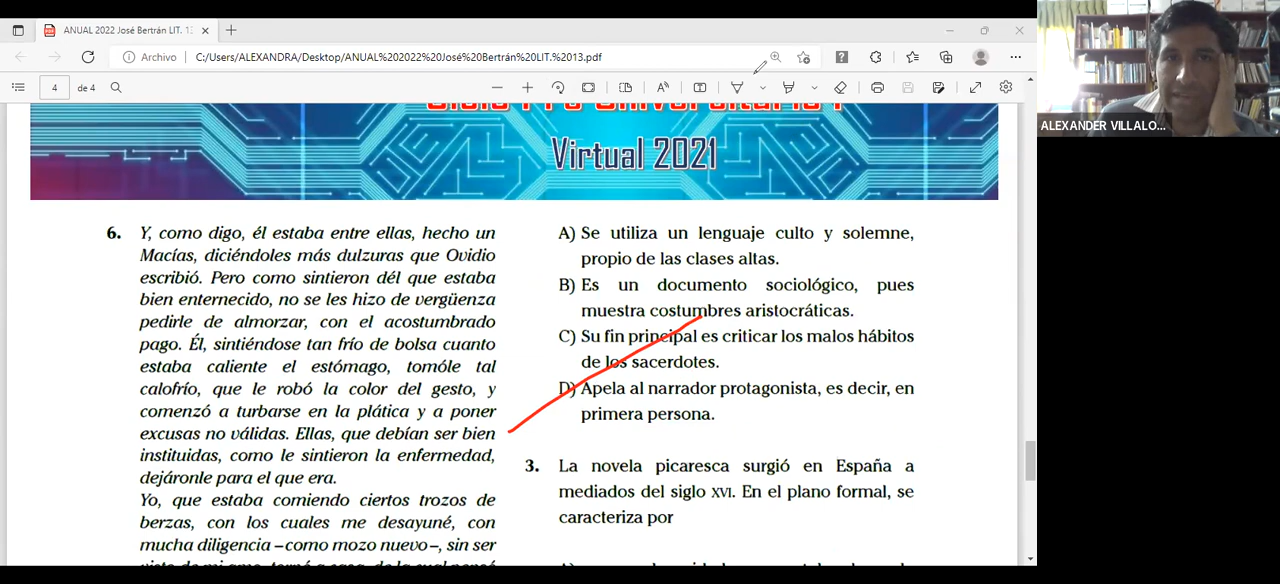 ANUAL 2022 José Bertrán LIT. 13
Archivo
C:/Users/ALEXANDRA/Desktop/ANUAL%202022%20José%20Bertrán%20LIT.%2013.pdf
4
de 4
Virtual 2021
6. Y, como digo, él estaba entre ellas, hecho un
Macías, diciéndoles más dulzuras que Ovidio
escribió. Pero como sintieron dél que estaba
bien enternecido, no se les hizo de vergüenza
pedirle de almorzar, con el acostumbrado
pago. Él, sintiéndose tan frío de bolsa cuanto
estaba caliente el estómago, tomóle tal
calofrío, que le robó la color del gesto, y
comenzó a turbarse en la plática y a poner
excusas no válidas. Ellas, que debían ser bien
instituidas, como le sintieron la enfermedad,
dejáronle para el que era.
Yo, que estaba comiendo ciertos trozos de
berzas, con los cuales me desayuné, con
mucha diligencia –como mozo nuevo–, sin ser
A) Se utiliza un lenguaje culto y solemne,
propio de las clases altas.
B) Es un documento sociológico, pues
muestra costumbres aristocráticas.
C) Su fin principal es criticar los malos hábitos
de los sacerdotes.
D) Apela al narrador protagonista, es decir, en
primera persona.
3. La novela picaresca surgió en España a
mediados del siglo XVI. En el plano formal, se
caracteriza por
ALEXANDER VILLALO...